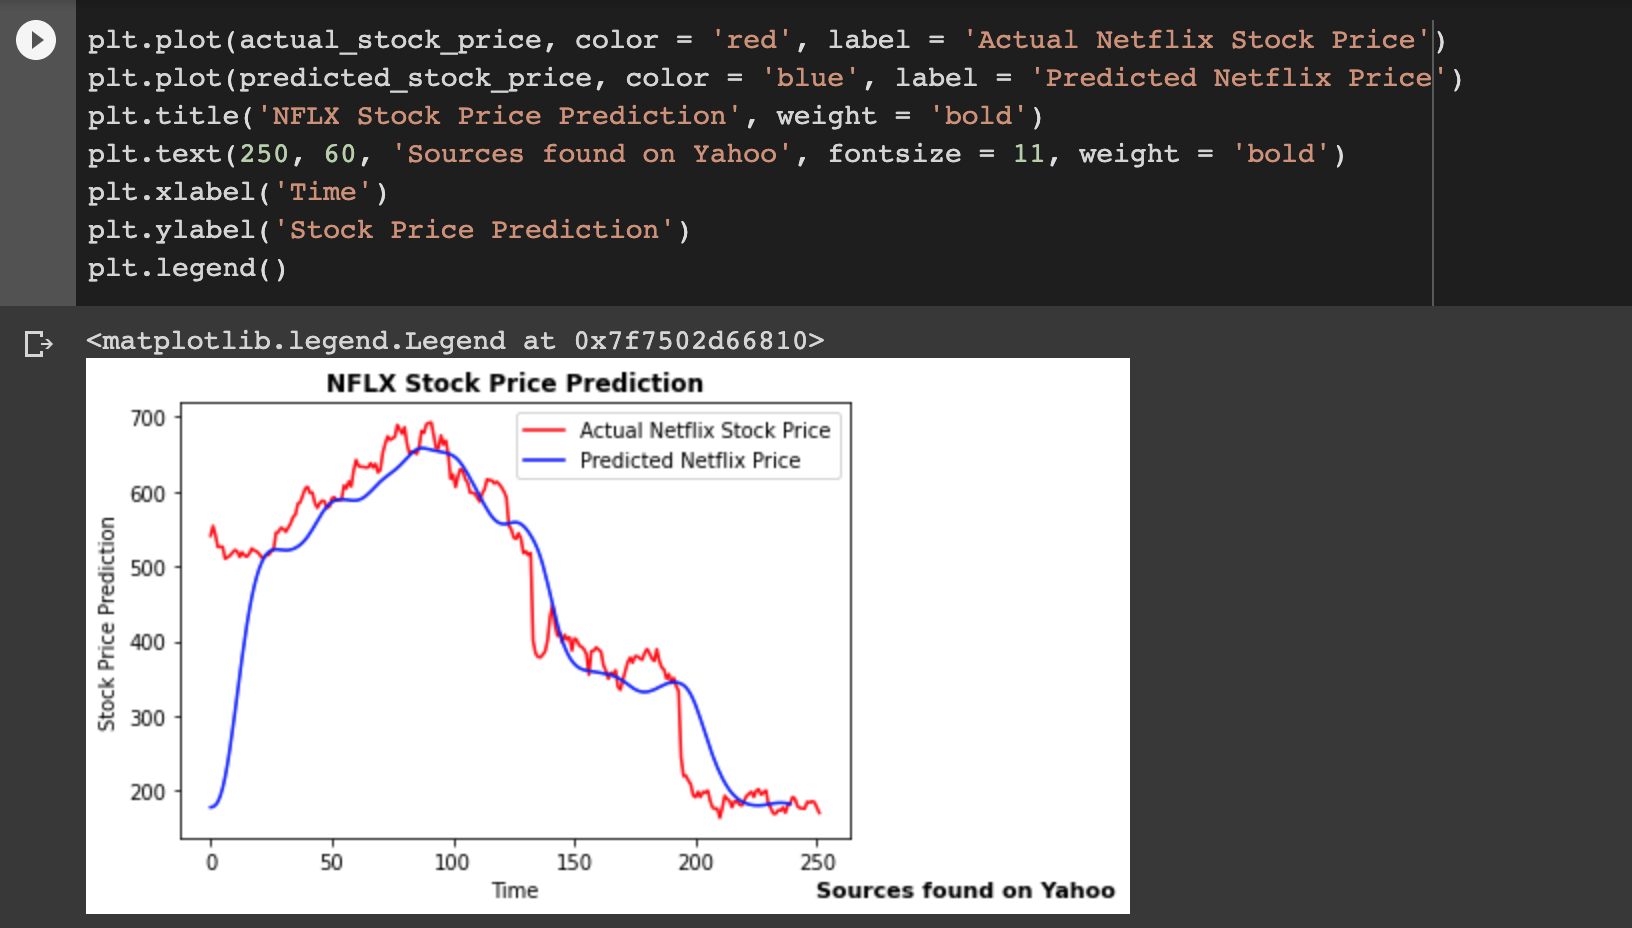 plt.plot(actual_stock_price, color = 'red', label = 'Actual Netflix Stock Price')
plt.plot(predicted_stock_price, color = 'blue', label = 'Predicted Netflix Price')
plt.title('NFLX Stock Price Prediction', weight = 'bold')
plt.text(250, 60, 'Sources found on Yahoo', fontsize = 11, weight = 'bold')
plt.xlabel('Time')
plt.ylabel('Stock Price Prediction')
plt.legend()
<matplotlib.legend.Legend at 0x7f7502d66810>
NFLX Stock Price Prediction
Actual Netflix Stock Price
Predicted Netflix Price
Stock Price Prediction
700
600
500
400
300
200
0 50 100 150 200 250
Time
Sources found on Yahoo